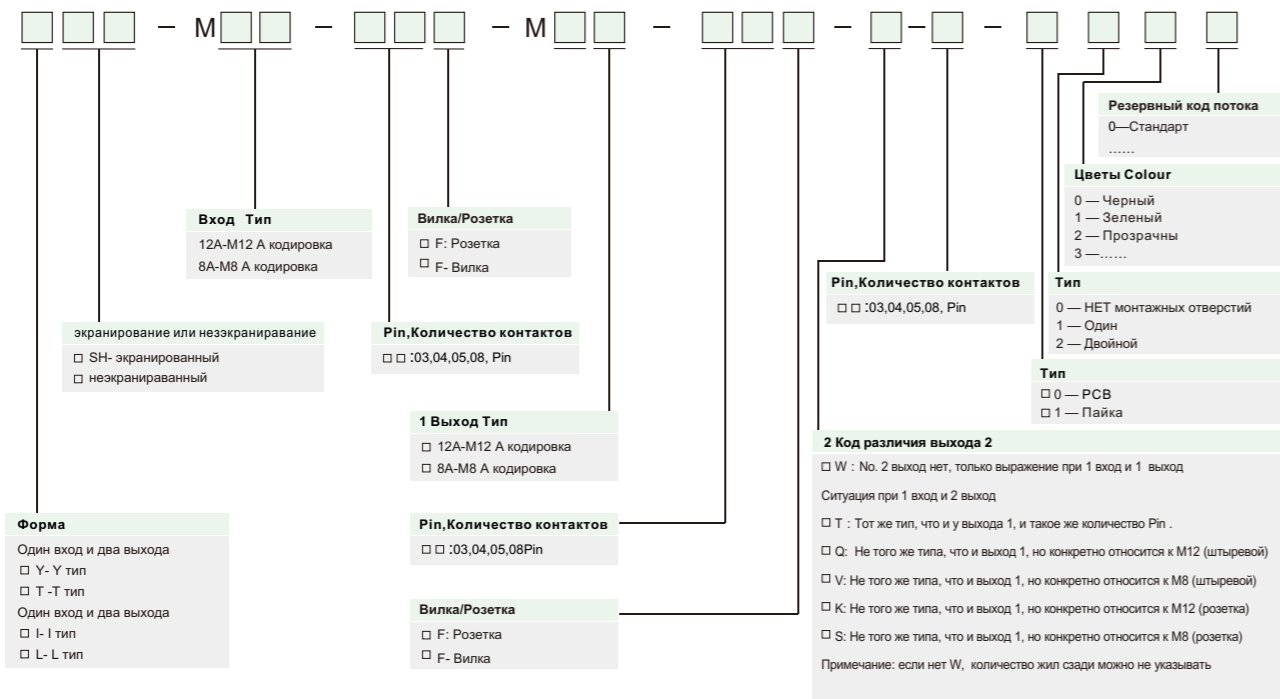 – M – – M – – - –
Резервный код потока
0—Стандарт
......
Цветы Colour
0 — Черный
1 — Зеленый
2 — Прозрачны
3 —......
Вход Тип
12A-M12 А кодировка
8A-M8 А кодировка
Вилка/Розетка
□ F: Розетка
□ F- Вилка
Pin,Количество контактов
□ □ :03,04,05,08, Pin
Тип
0 — НЕТ монтажных отверстий
1 — Один
2 — Двойной
экранирование или незэкраниравание
□ SH- экранированный
□ неэкранираванный
Pin,Количество контактов
□ □ :03,04,05,08, Pin
Тип
□ 0 — PCB
□ 1 — Пайка
1 Выход Тип
□ 12A-M12 А кодировка
□ 8A-M8 А кодировка
2 Код различия выхода 2
□ W : No. 2 выход нет, только выражение при 1 вход и 1 выход
Ситуация при 1 вход и 2 выход
□ T : Тот же тип, что и у выхода 1, и такое же количество Pin .
□ Q: Не того же типа, что и выход 1, но конкретно относится к M12 (штыревой)
□ V: Не того же типа, что и выход 1, но конкретно относится к M8 (штыревой)
□ K: Не того же типа, что и выход 1, но конкретно относится к M12 (розетка)
□ S: Не того же типа, что и выход 1, но конкретно относится к M8 (розетка)
Примечание: если нет W, количество жил сзади можно не указывать
Форма
Один вход и два выхода
□ Y- Y тип
□ T -T тип
Один вход и два выхода
□ I- I тип
□ L- L тип
Pin,Количество контактов
□ □ :03,04,05,08Pin
Вилка/Розетка
□ F: Розетка
□ F- Вилка